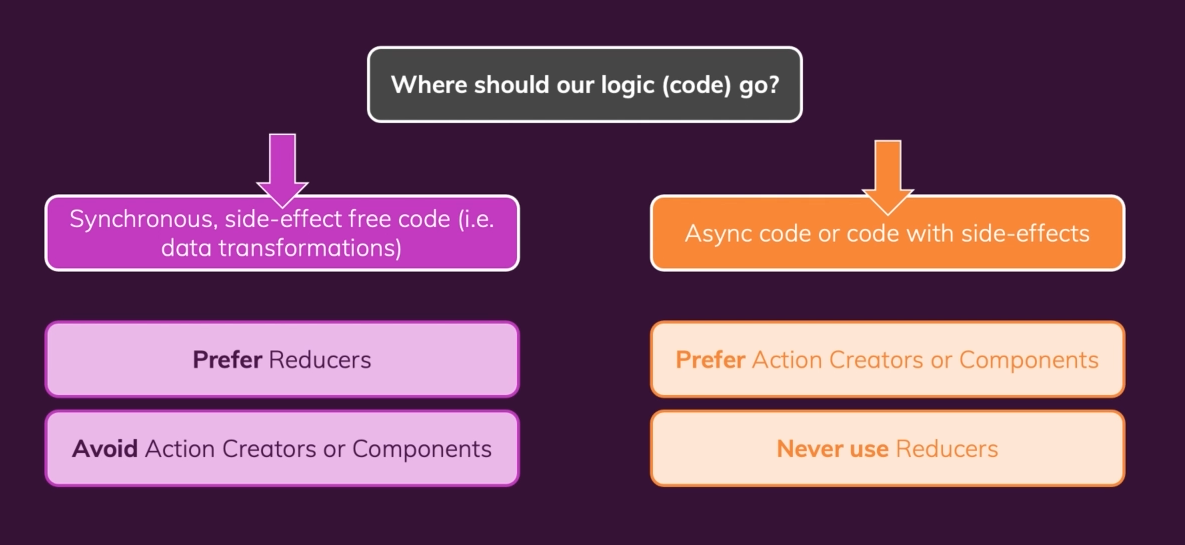 Where should our logic (code) go?
Synchronous, side-effect free code (i.e.
data transformations)
Prefer Reducers
Avoid Action Creators or Components
Async code or code with side-effects
Prefer Action Creators or Components
Never use Reducers